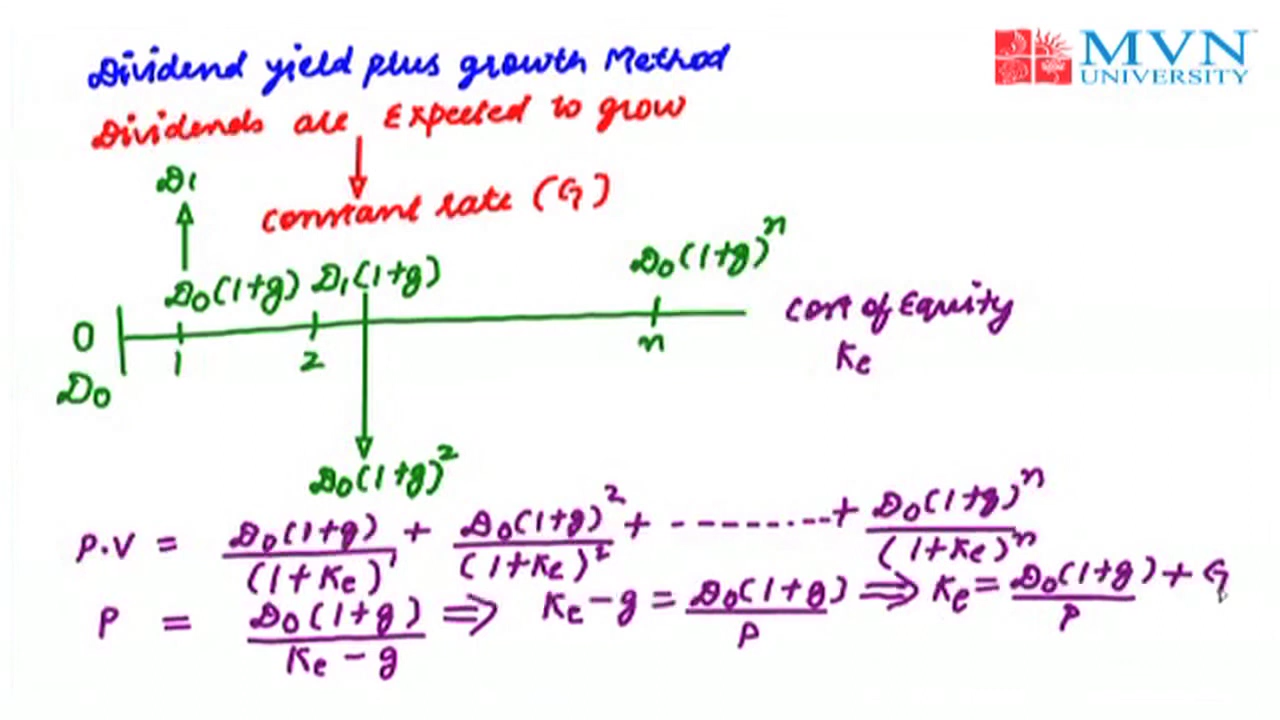 MVN
UNIVERSITY
Dividend yield plus growth Method
Dividends are Expected to grow
constant rate (G)
D1
D0(1+g) D1(1+g)
D0(1+g)^n
0 1 2 n
D0
Cost of Equity
Ke
D0(1+g)^2
P.V = D0(1+g)/(1+Ke)^1 + D0(1+g)^2/(1+Ke)^2 + --------- + D0(1+g)^n/(1+Ke)^n
P = D0(1+g)/Ke-g ⇒ Ke-g = D0(1+g)/P ⇒ Ke = D0(1+g)/P + G